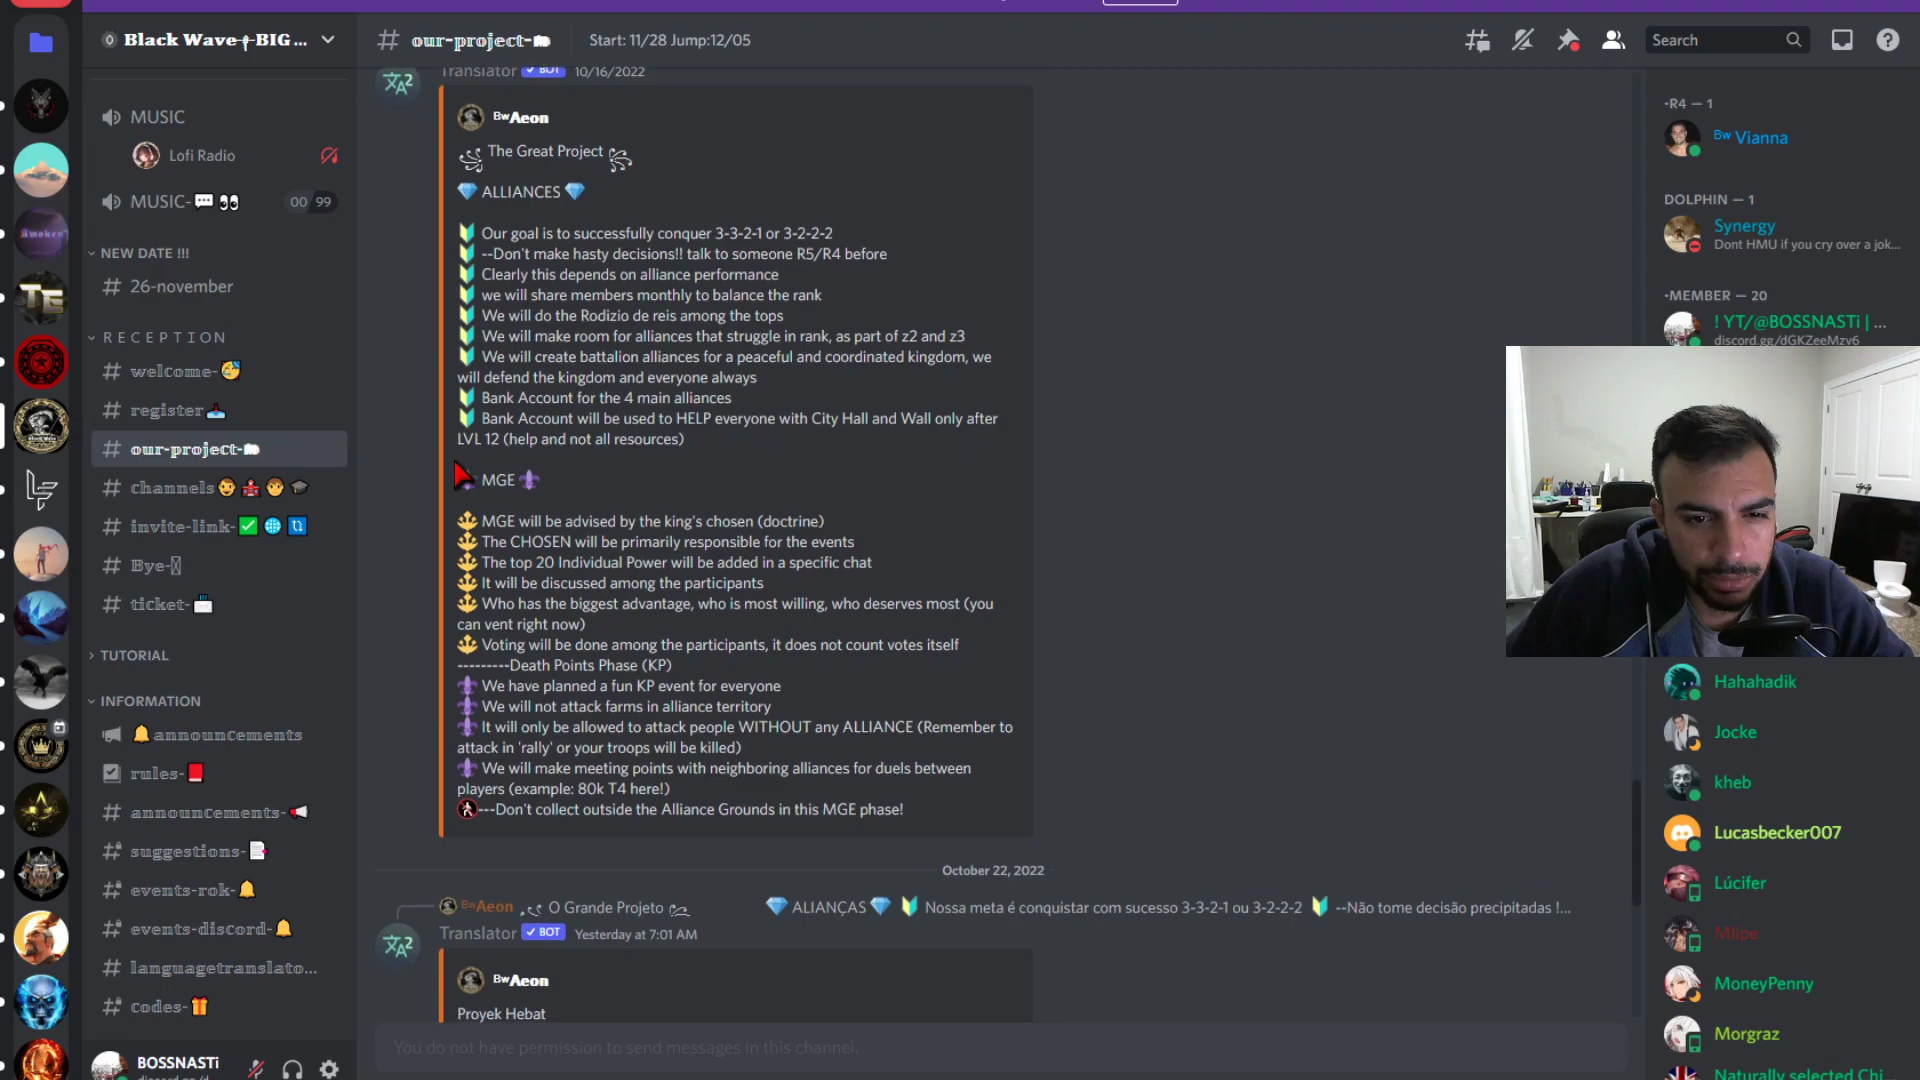 Black Wave┼BIG ...
our-project-
Start: 11/28 Jump:12/05
Search
MUSIC
Lofi Radio
MUSIC-
00 99
NEW DATE !!!
26-november
RECEPTION
welcome-
register
our-project-
channels
invite-link-
Bye-
ticket-
TUTORIAL
INFORMATION
announcements
rules-
announcements-
suggestions-
events-rok-
events-discord-
languagetranslato...
codes-
BOSSNASTi
Translator ✓ BOT 10/16/2022
BwAeon
The Great Project
ALLIANCES
Our goal is to successfully conquer 3-3-2-1 or 3-2-2-2
--Don't make hasty decisions!! talk to someone R5/R4 before
Clearly this depends on alliance performance
we will share members monthly to balance the rank
We will do the Rodizio de reis among the tops
We will make room for alliances that struggle in rank, as part of z2 and z3
We will create battalion alliances for a peaceful and coordinated kingdom, we
will defend the kingdom and everyone always
Bank Account for the 4 main alliances
Bank Account will be used to HELP everyone with City Hall and Wall only after
LVL 12 (help and not all resources)
MGE
MGE will be advised by the king's chosen (doctrine)
The CHOSEN will be primarily responsible for the events
The top 20 Individual Power will be added in a specific chat
It will be discussed among the participants
Who has the biggest advantage, who is most willing, who deserves most (you
can vent right now)
Voting will be done among the participants, it does not count votes itself
---------Death Points Phase (KP)
We have planned a fun KP event for everyone
We will not attack farms in alliance territory
It will only be allowed to attack people WITHOUT any ALLIANCE (Remember to
attack in 'rally' or your troops will be killed)
We will make meeting points with neighboring alliances for duels between
players (example: 80k T4 here!)
---Don't collect outside the Alliance Grounds in this MGE phase!
October 22, 2022
BwAeon O Grande Projeto ALIANÇAS Nossa meta é conquistar com sucesso 3-3-2-1 ou 3-2-2-2 --Não tome decisão precipitadas !...
Translator ✓ BOT Yesterday at 7:01 AM
BwAeon
Proyek Hebat
You do not have permission to send messages in this channel.
-R4 — 1
Bw Vianna
DOLPHIN — 1
Synergy
Dont HMU if you cry over a jok...
-MEMBER — 20
! YT/@BOSSNASTi | ...
discord.gg/dGKZeeMzv6
Hahahadik
Jocke
kheb
Lucasbecker007
Lúcifer
Mlipe
MoneyPenny
Morgraz
Naturally selected Chi...